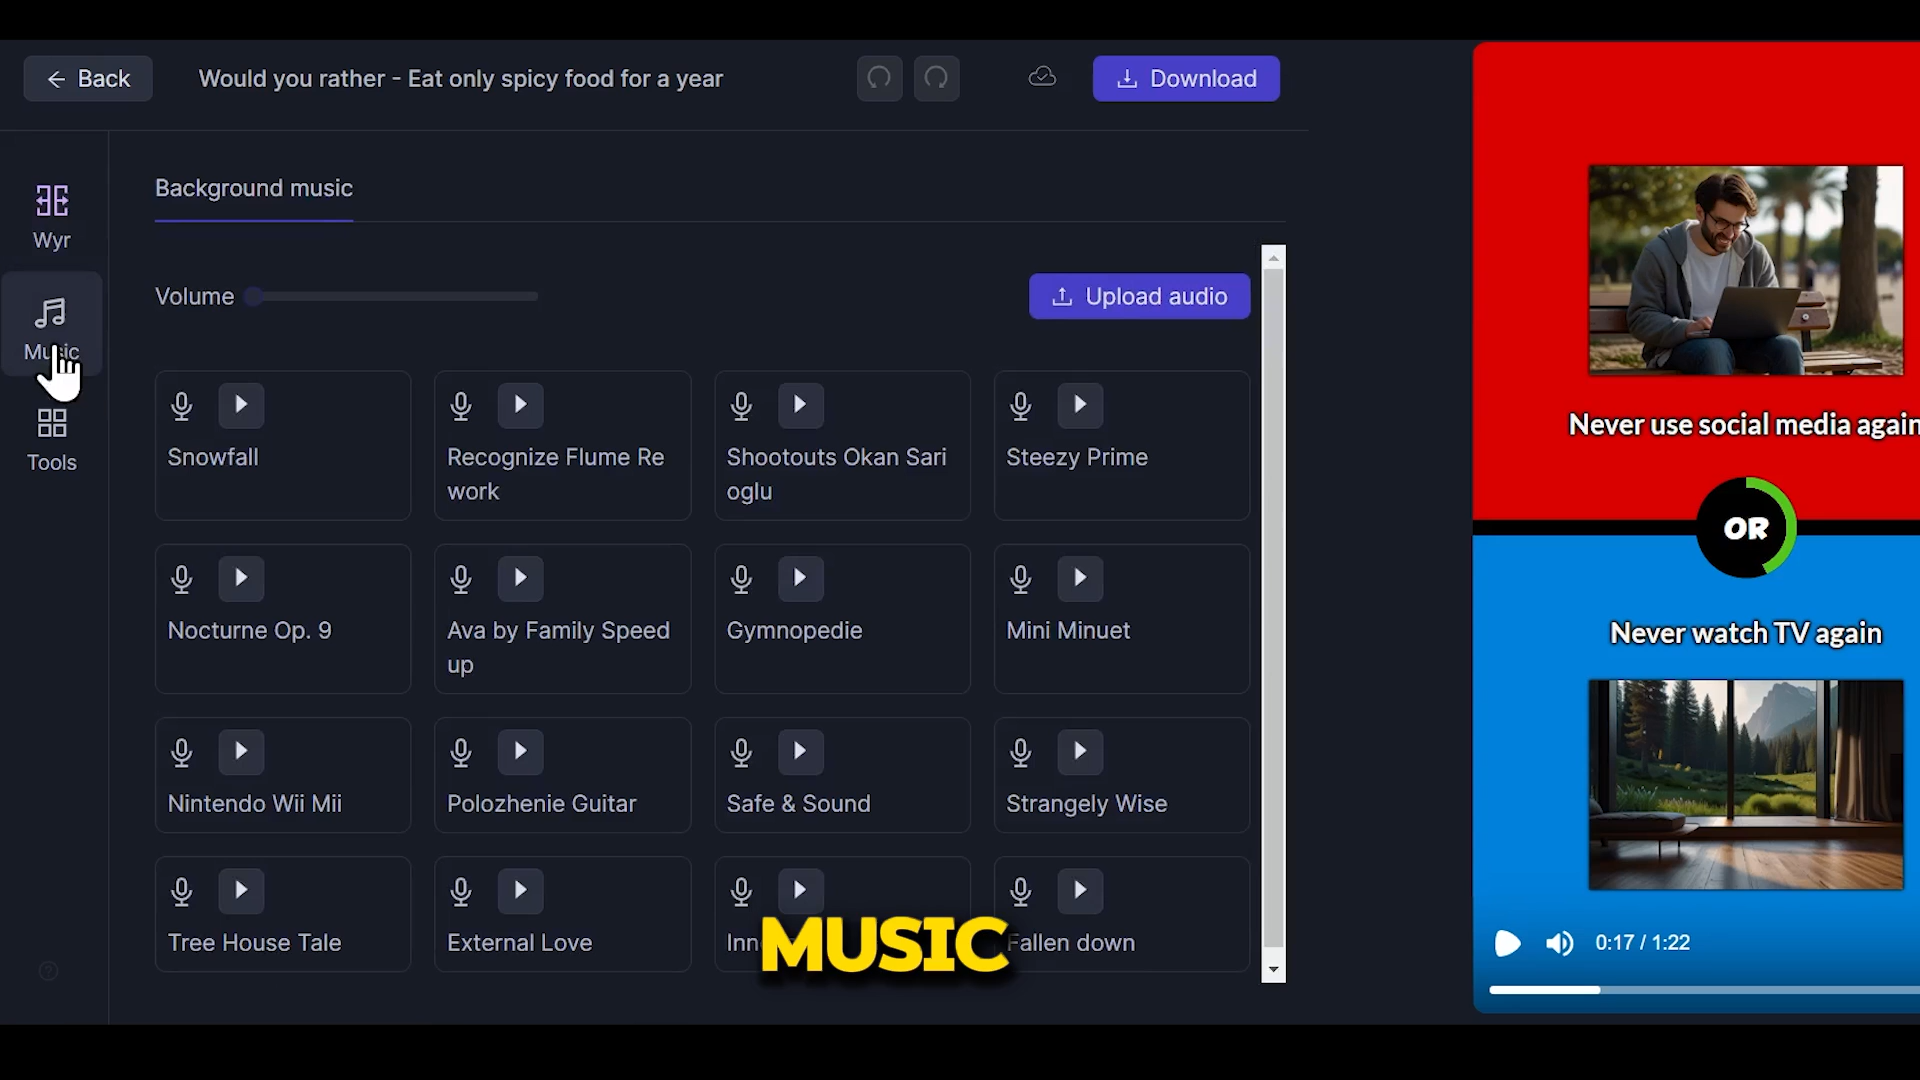 Back
Would you rather - Eat only spicy food for a year
Download
Wyr
Music
Tools
Background music
Volume
Upload audio
Snowfall
Recognize Flume Re
work
Shootouts Okan Sari
oglu
Steezy Prime
Nocturne Op. 9
Ava by Family Speed
up
Gymnopedie
Mini Minuet
Nintendo Wii Mii
Polozhenie Guitar
Safe & Sound
Strangely Wise
Tree House Tale
External Love
Fallen down
MUSIC
Never use social media again
OR
Never watch TV again
0:17 / 1:22